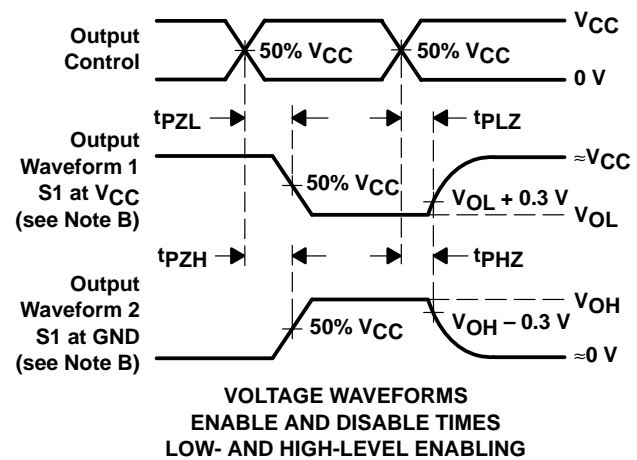 Output
Control
50% VCC
50% VCC
VCC
0 V
tPZL
tPLZ
Output
Waveform 1
S1 at VCC
(see Note B)
50% VCC
≈VCC
VOL + 0.3 V
VOL
tPZH
tPHZ
Output
Waveform 2
S1 at GND
(see Note B)
50% VCC
VOH
VOH – 0.3 V
≈0 V
VOLTAGE WAVEFORMS
ENABLE AND DISABLE TIMES
LOW- AND HIGH-LEVEL ENABLING